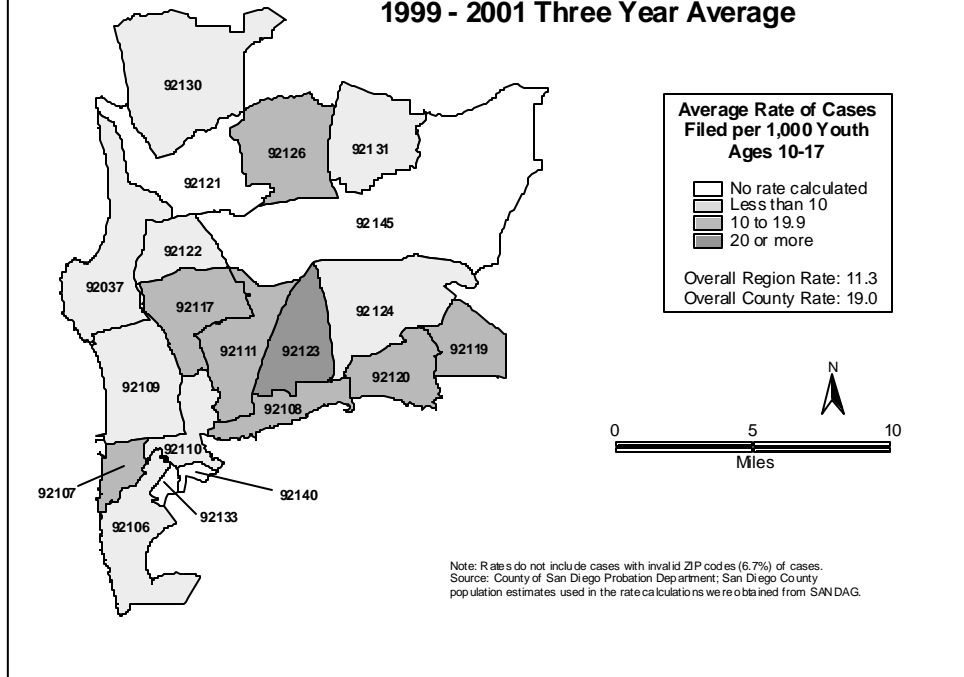 1999 - 2001 Three Year Average
92130
Average Rate of Cases
Filed per 1,000 Youth
Ages 10-17
No rate calculated
Less than 10
10 to 19.9
20 or more
Overall Region Rate: 11.3
Overall County Rate: 19.0
92126
92131
92121
92145
92122
92037
92117
92124
92111
92123
92119
92120
92109
92108
N
0 5 10
Miles
92110
92107
92140
92133
92106
Note: Rates do not include cases with invalid ZIP codes (6.7%) of cases.
Source: County of San Diego Probation Department; San Diego County
population estimates used in the rate calculations were obtained from SANDAG.